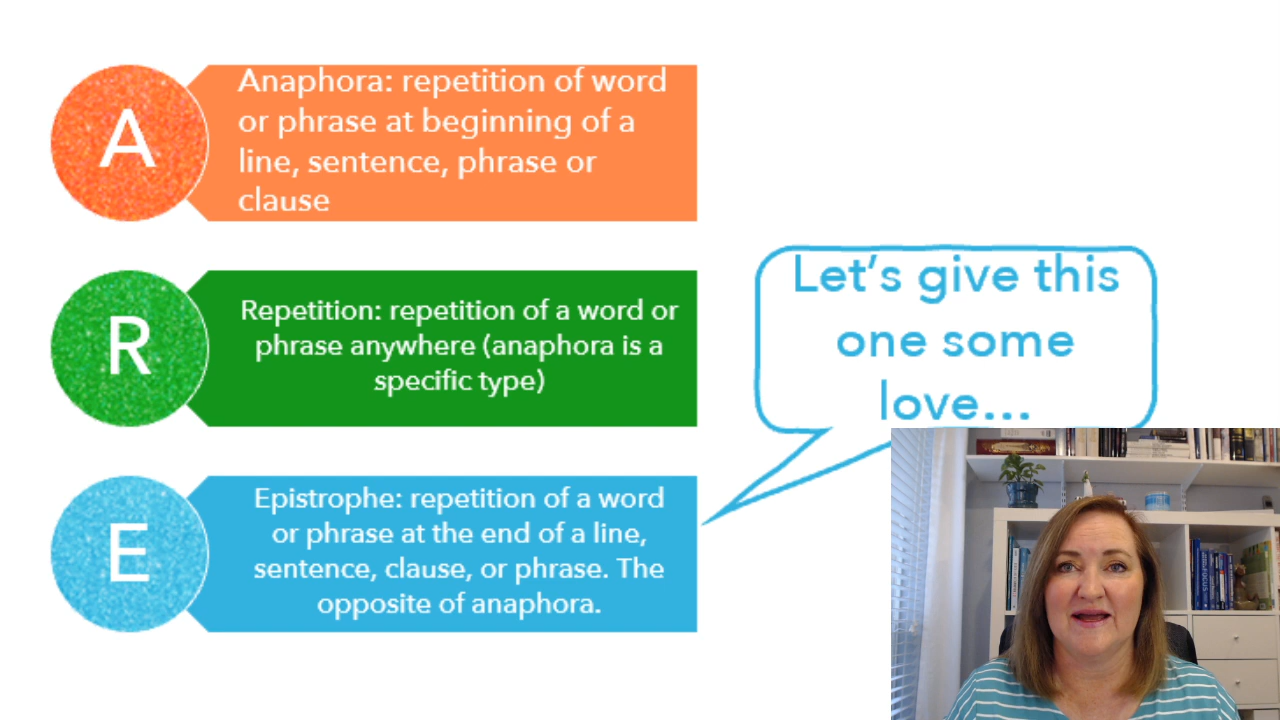 A
Anaphora: repetition of word
or phrase at beginning of a
line, sentence, phrase or
clause
R
Repetition: repetition of a word or
phrase anywhere (anaphora is a
specific type)
Let's give this
one some
love...
E
Epistrophe: repetition of a word
or phrase at the end of a line,
sentence, clause, or phrase. The
opposite of anaphora.